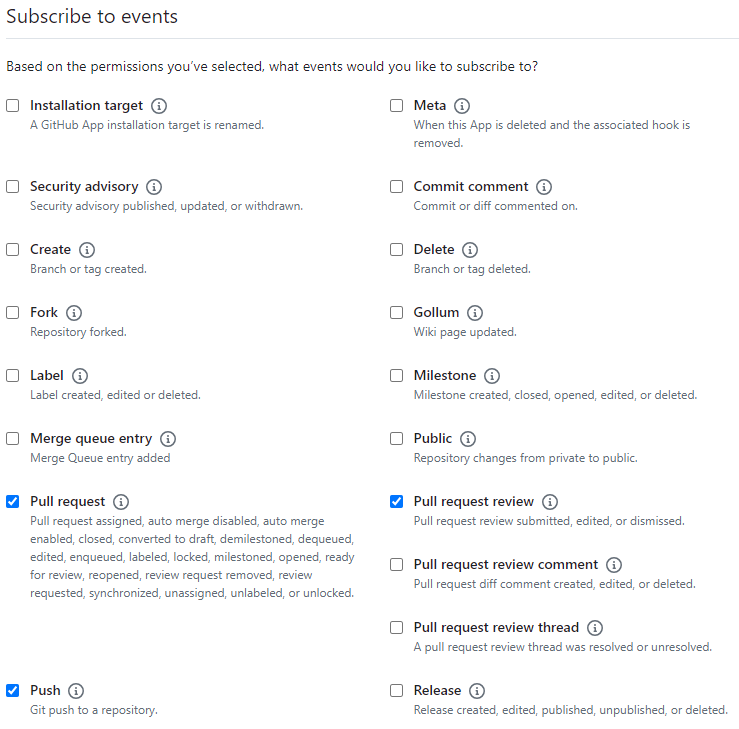 Subscribe to events
Based on the permissions you've selected, what events would you like to subscribe to?
Installation target
A GitHub App installation target is renamed.
Meta
When this App is deleted and the associated hook is
removed.
Security advisory
Security advisory published, updated, or withdrawn.
Commit comment
Commit or diff commented on.
Create
Branch or tag created.
Delete
Branch or tag deleted.
Fork
Repository forked.
Gollum
Wiki page updated.
Label
Label created, edited or deleted.
Milestone
Milestone created, closed, opened, edited, or deleted.
Merge queue entry
Merge Queue entry added
Public
Repository changes from private to public.
Pull request
Pull request assigned, auto merge disabled, auto merge
enabled, closed, converted to draft, demilestoned, dequeued,
edited, enqueued, labeled, locked, milestoned, opened, ready
for review, reopened, review request removed, review
requested, synchronized, unassigned, unlabeled, or unlocked.
Pull request review
Pull request review submitted, edited, or dismissed.
Pull request review comment
Pull request diff comment created, edited, or deleted.
Pull request review thread
A pull request review thread was resolved or unresolved.
Push
Git push to a repository.
Release
Release created, edited, published, unpublished, or deleted.